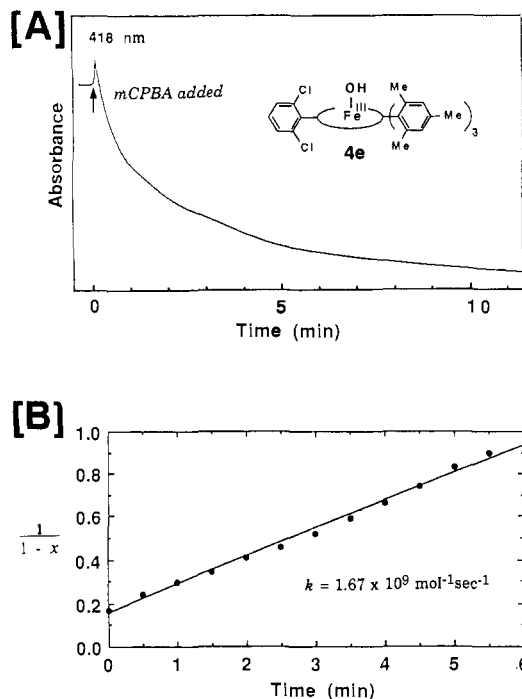 [A]
418 nm
mCPBA added
Cl
Cl
OH
Fe III
4e
Me
Me
Me
3
Absorbance
0 5 10
Time (min)
[B]
1.0
0.8
0.6
0.4
0.2
0.0
1
1 - x
k = 1.67 x 10⁹ mol⁻¹sec⁻¹
0 1 2 3 4 5 6
Time (min)